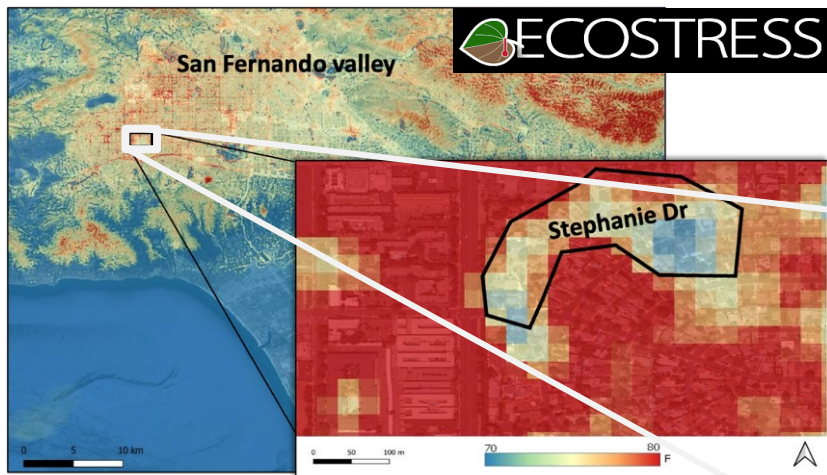 ECOSTRESS
San Fernando valley
Stephanie Dr
0 5 10 km
0 50 100 m
70 80 F